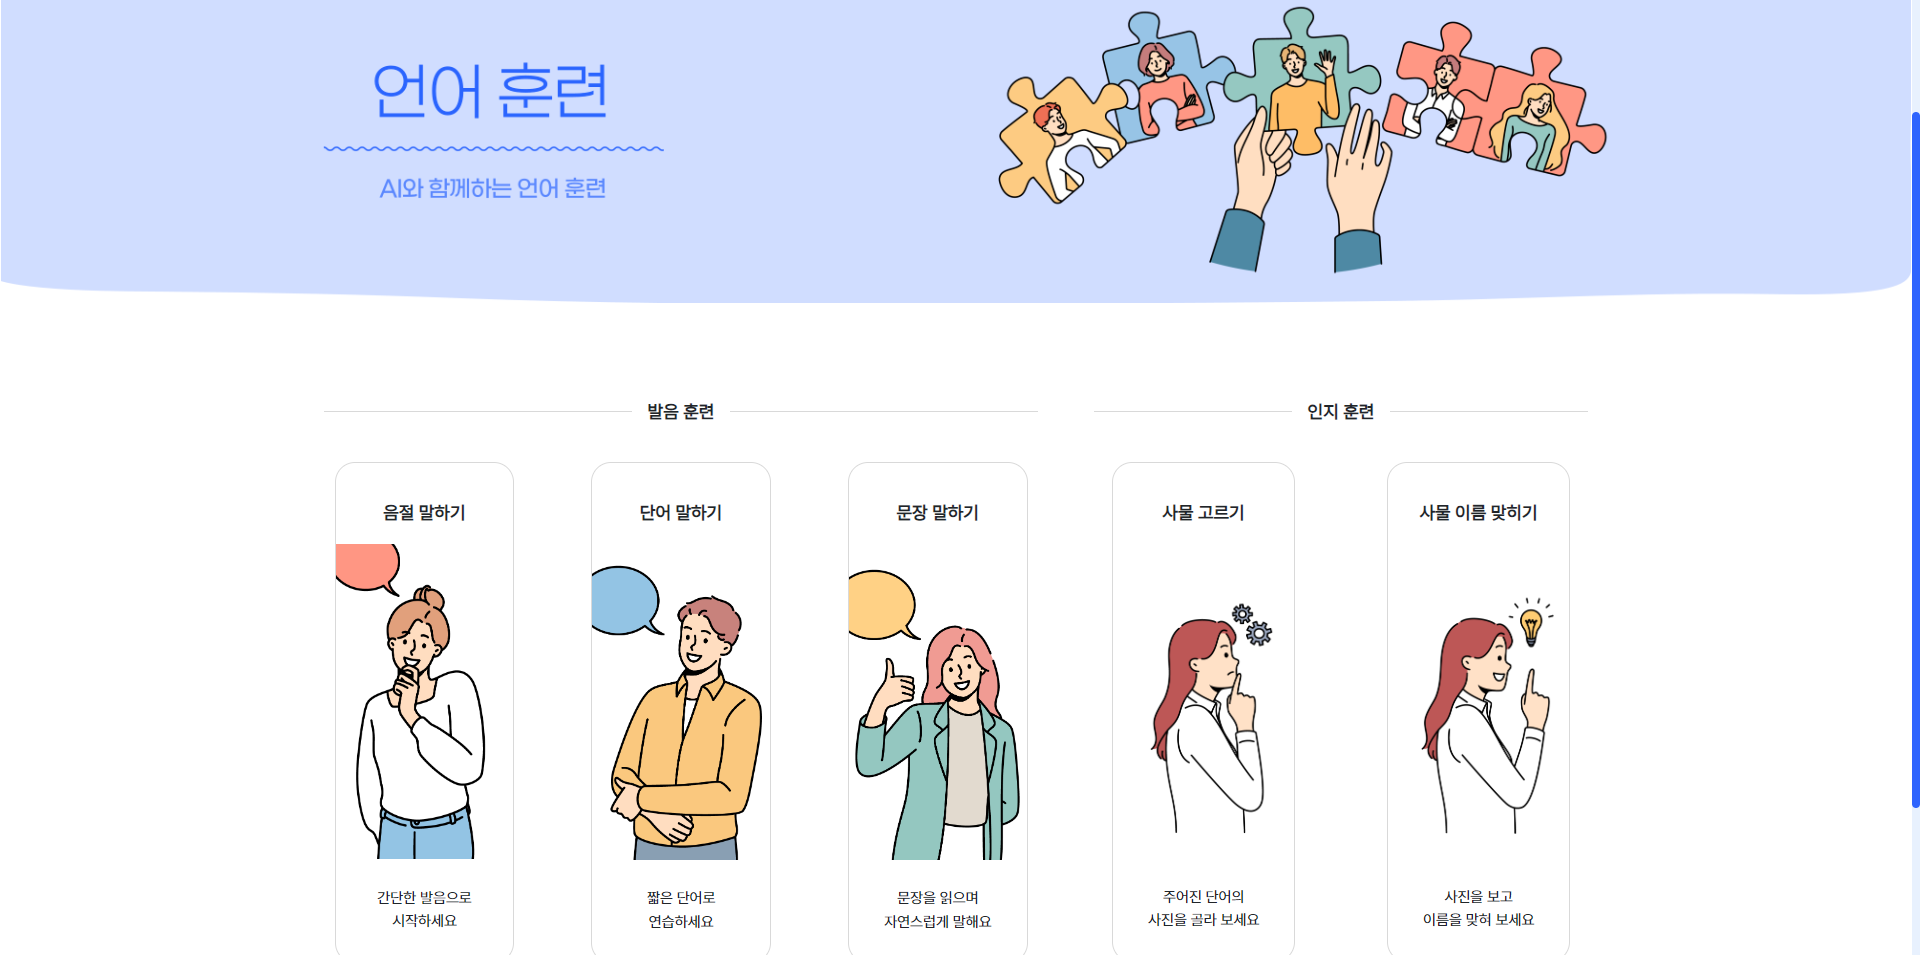 언어 훈련
AI와 함께하는 언어 훈련
발음 훈련
인지 훈련
음절 말하기
간단한 발음으로
시작하세요
단어 말하기
짧은 단어로
연습하세요
문장 말하기
문장을 읽으며
자연스럽게 말해요
사물 고르기
주어진 단어의
사진을 골라 보세요
사물 이름 맞히기
사진을 보고
이름을 맞혀 보세요